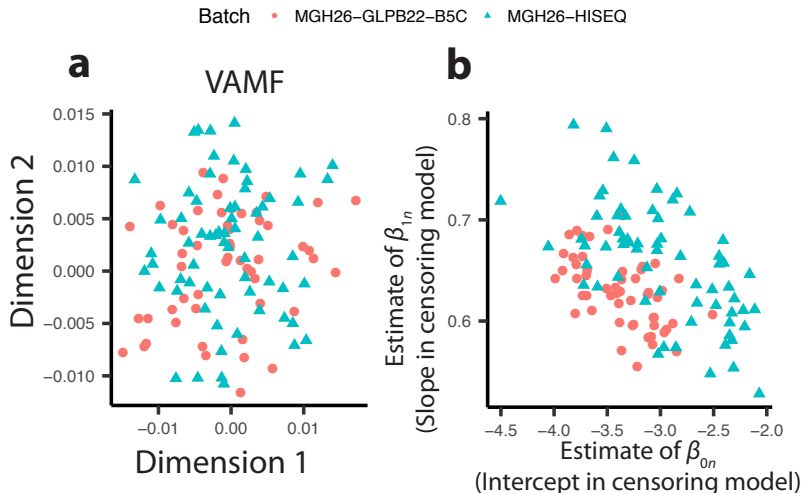 Batch MGH26−GLPB22−B5C MGH26−HISEQ
a
VAMF
0.015
0.010
0.005
0.000
−0.005
−0.010
Dimension 2
−0.01 0.00 0.01
Dimension 1
b
0.8
0.7
0.6
Estimate of β1n
(Slope in censoring model)
−4.5 −4.0 −3.5 −3.0 −2.5 −2.0
Estimate of β0n
(Intercept in censoring model)